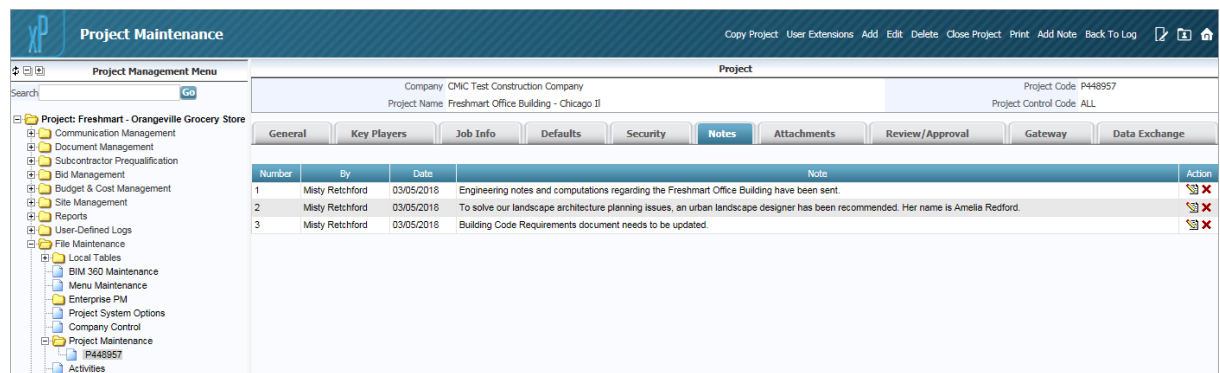 xP Project Maintenance
Copy Project User Extensions Add Edit Delete Close Project Print Add Note Back To Log
Project Management Menu
Search Go
Project: Freshmart - Orangeville Grocery Store
Communication Management
Document Management
Subcontractor Prequalification
Bid Management
Budget & Cost Management
Site Management
Reports
User-Defined Logs
File Maintenance
Local Tables
BIM 360 Maintenance
Menu Maintenance
Enterprise PM
Project System Options
Company Control
Project Maintenance
P448957
Activities
Project
Company CMiC Test Construction Company Project Code P448957
Project Name Freshmart Office Building - Chicago Il Project Control Code ALL
General Key Players Job Info Defaults Security Notes Attachments Review/Approval Gateway Data Exchange
Number By Date Note Action
1 Misty Retchford 03/05/2018 Engineering notes and computations regarding the Freshmart Office Building have been sent.
2 Misty Retchford 03/05/2018 To solve our landscape architecture planning issues, an urban landscape designer has been recommended. Her name is Amelia Redford.
3 Misty Retchford 03/05/2018 Building Code Requirements document needs to be updated.